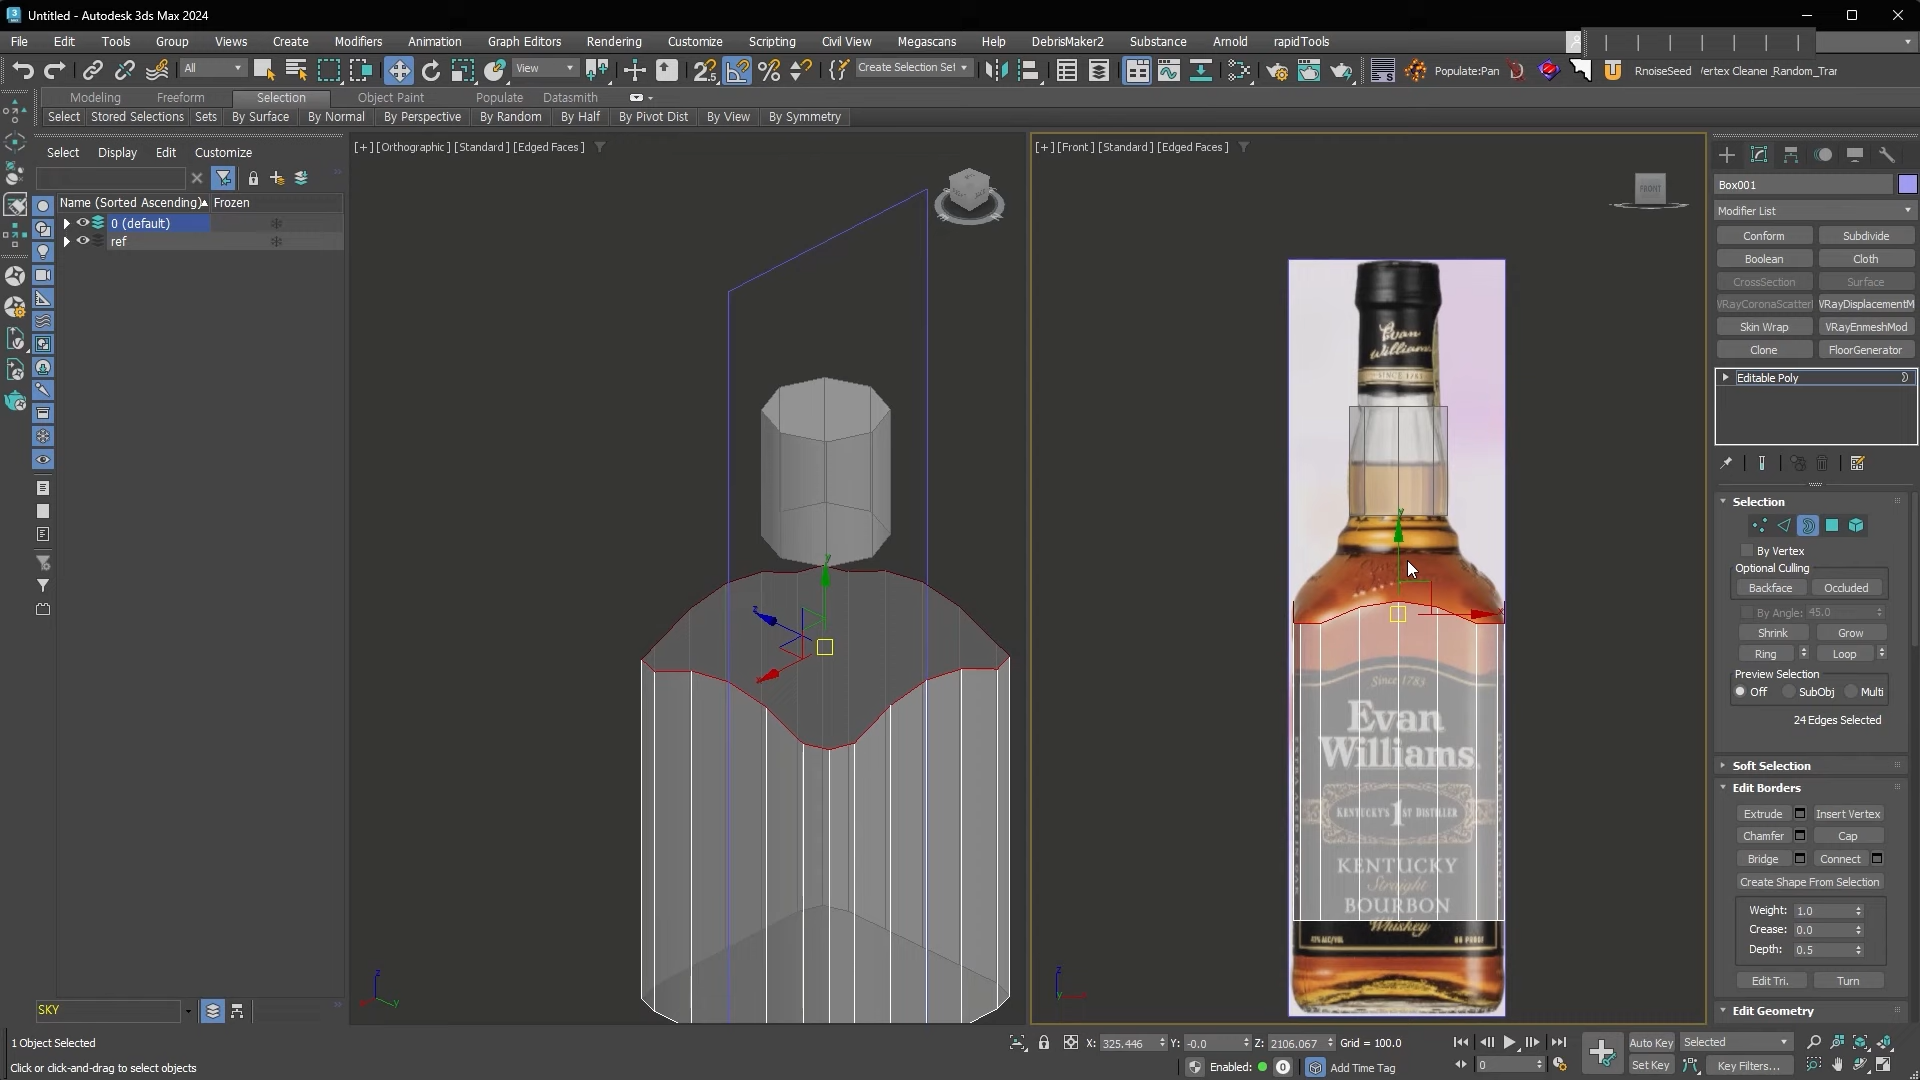 Untitled - Autodesk 3ds Max 2024
File Edit Tools Group Views Create Modifiers Animation Graph Editors Rendering Customize Scripting Civil View Megascans Help DebrisMaker2 Substance Arnold rapidTools
All View Create Selection Set Populate:Pan RnoiseSeed
Modeling Freeform Selection Object Paint Populate Datasmith
Select Stored Selections Sets By Surface By Normal By Perspective By Random By Half By Pivot Dist By View By Symmetry
Select Display Edit Customize
Name (Sorted Ascending) Frozen
0 (default)
ref
SKY
[+] [Orthographic] [Standard] [Edged Faces]
[+] [Front] [Standard] [Edged Faces]
FRONT
Evan
Williams
SINCE 1783
Since 1783
Evan
Williams
KENTUCKY'S 1ST DISTILLER
KENTUCKY
Straight
BOURBON
Whiskey
Box001
Modifier List
Conform Subdivide
Boolean Cloth
CrossSection Surface
VRayCoronaScatter VRayDisplacementM
Skin Wrap VRayEnmeshMod
Clone FloorGenerator
Editable Poly
Selection
By Vertex
Optional Culling
Backface Occluded
By Angle: 45.0
Shrink Grow
Ring Loop
Preview Selection
Off SubObj Multi
24 Edges Selected
Soft Selection
Edit Borders
Extrude Insert Vertex
Chamfer Cap
Bridge Connect
Create Shape From Selection
Weight: 1.0
Crease: 0.0
Depth: 0.5
Edit Tri. Turn
Edit Geometry
1 Object Selected
Click or click-and-drag to select objects
X: 325.446 Y: -0.0 Z: 2106.067 Grid = 100.0
Enabled: 0 Add Time Tag
0
Auto Key Selected
Set Key Key Filters...